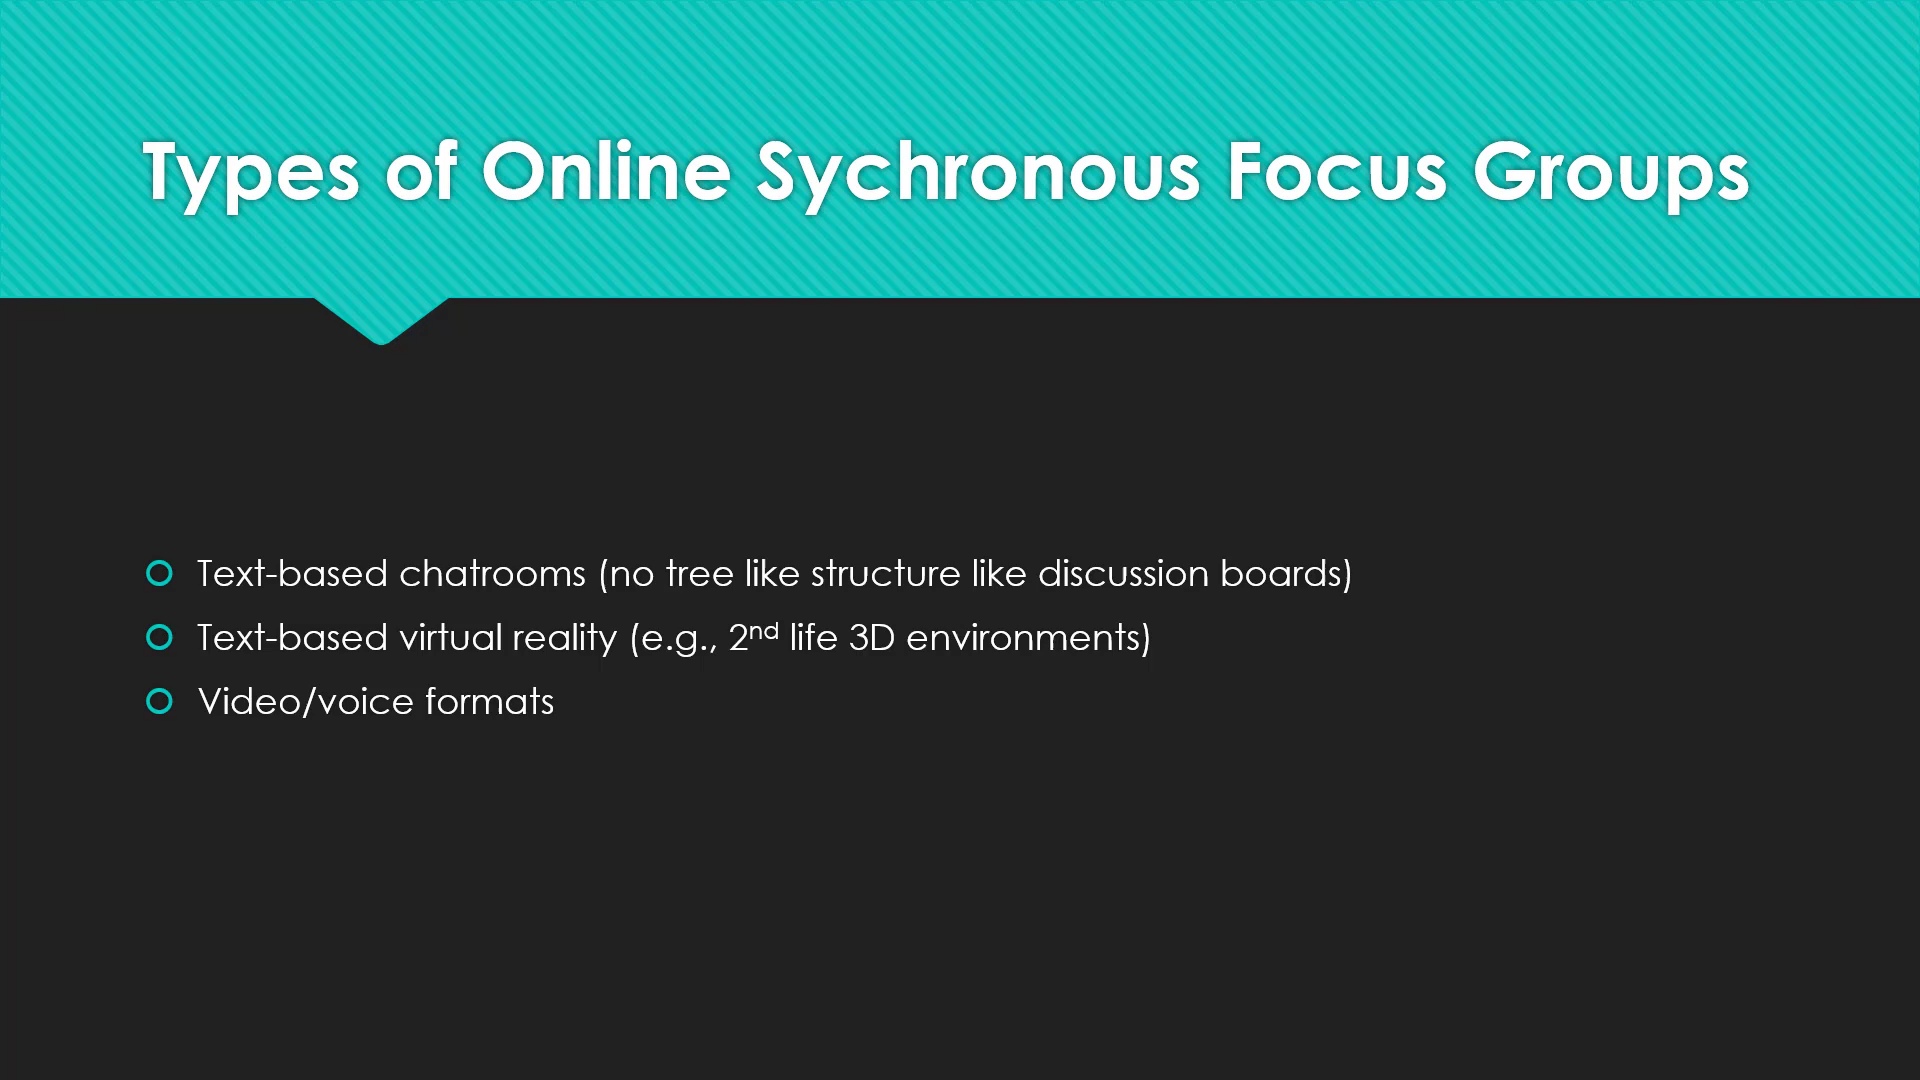 Types of Online Sychronous Focus Groups
Text-based chatrooms (no tree like structure like discussion boards)
Text-based virtual reality (e.g., 2nd life 3D environments)
Video/voice formats